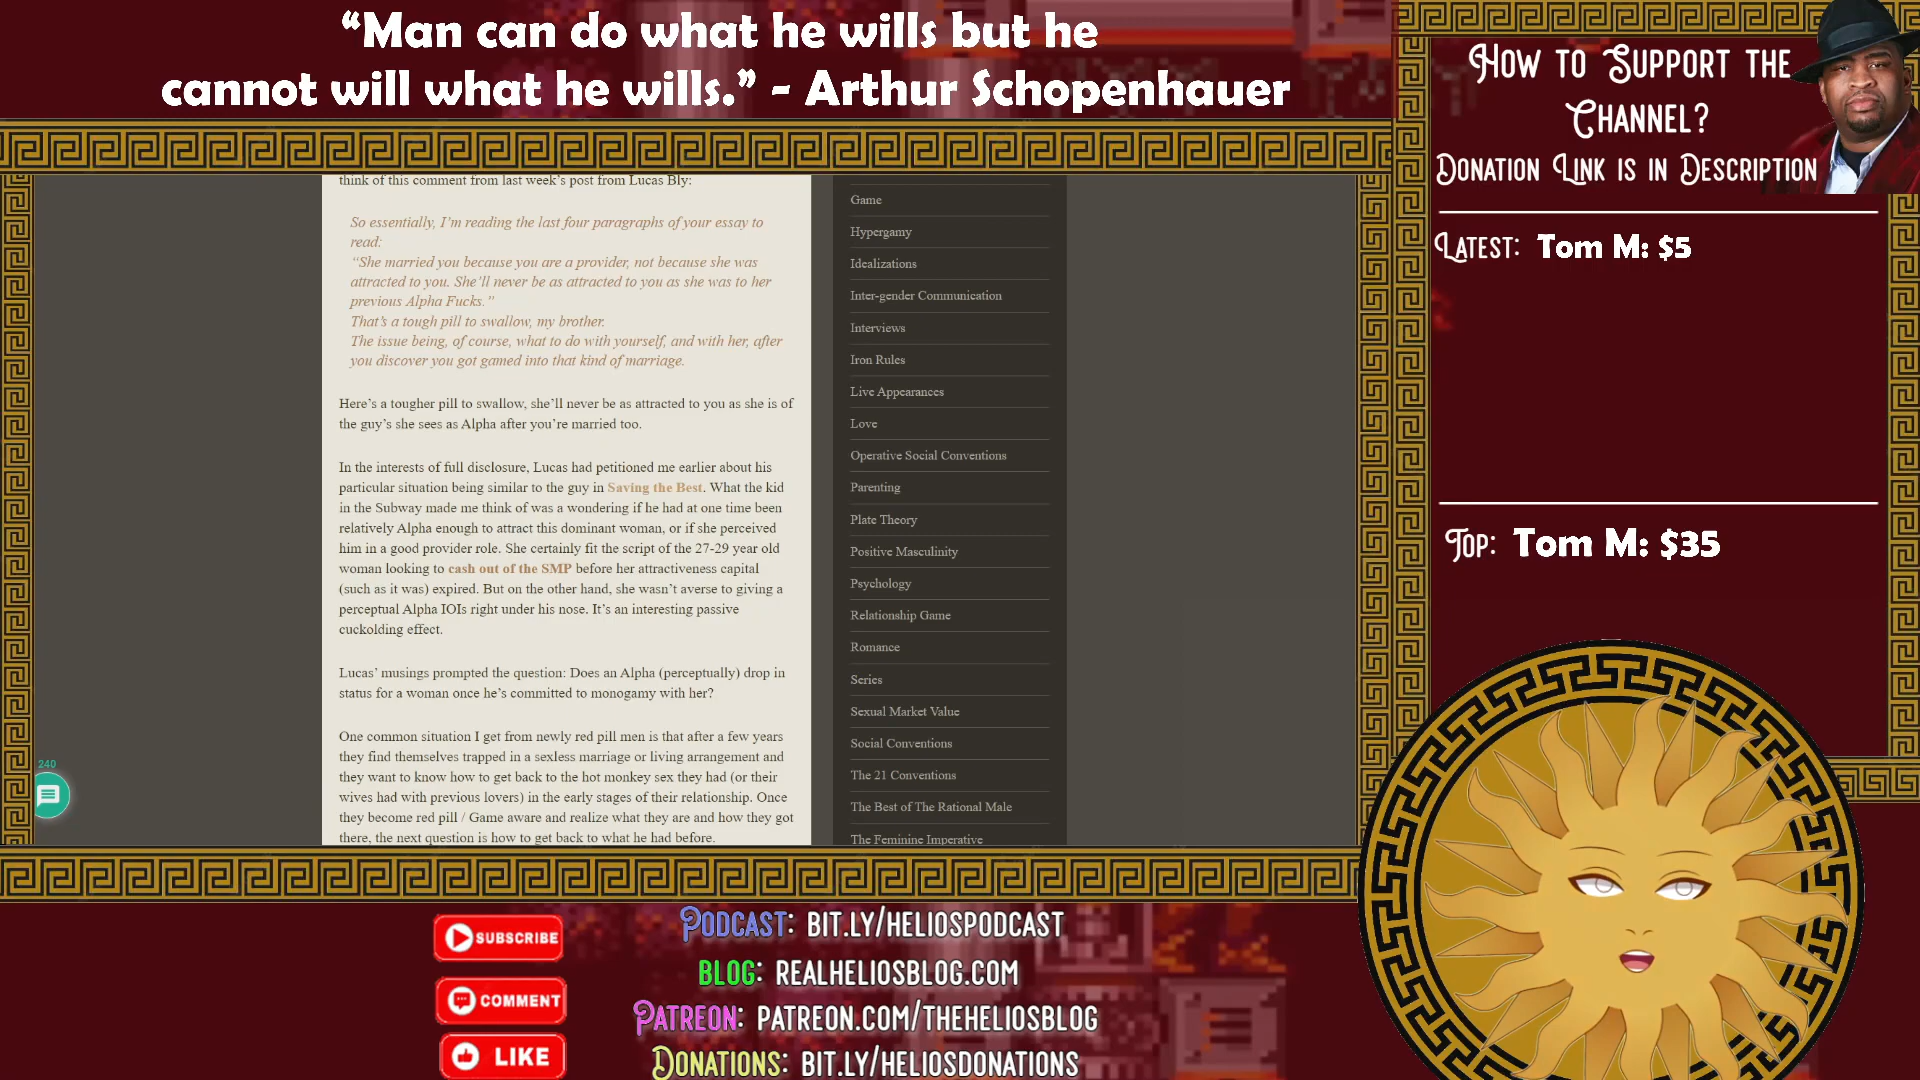 “Man can do what he wills but he
cannot will what he wills.” - Arthur Schopenhauer
How to Support the
Channel?
Donation Link is in Description
Latest: Tom M: $5
Top: Tom M: $35
think of this comment from last week’s post from Lucas Bly:
So essentially, I’m reading the last four paragraphs of your essay to
read:
“She married you because you are a provider, not because she was
attracted to you. She’ll never be as attracted to you as she was to her
previous Alpha Fucks.”
That’s a tough pill to swallow, my brother.
The issue being, of course, what to do with yourself, and with her, after
you discover you got gamed into that kind of marriage.
Here’s a tougher pill to swallow, she’ll never be as attracted to you as she is of
the guy’s she sees as Alpha after you’re married too.
In the interests of full disclosure, Lucas had petitioned me earlier about his
particular situation being similar to the guy in Saving the Best. What the kid
in the Subway made me think of was a wondering if he had at one time been
relatively Alpha enough to attract this dominant woman, or if she perceived
him in a good provider role. She certainly fit the script of the 27-29 year old
woman looking to cash out of the SMP before her attractiveness capital
(such as it was) expired. But on the other hand, she wasn’t averse to giving a
perceptual Alpha IOIs right under his nose. It’s an interesting passive
cuckolding effect.
Lucas’ musings prompted the question: Does an Alpha (perceptually) drop in
status for a woman once he’s committed to monogamy with her?
One common situation I get from newly red pill men is that after a few years
they find themselves trapped in a sexless marriage or living arrangement and
they want to know how to get back to the hot monkey sex they had (or their
wives had with previous lovers) in the early stages of their relationship. Once
they become red pill / Game aware and realize what they are and how they got
there, the next question is how to get back to what he had before.
Game
Hypergamy
Idealizations
Inter-gender Communication
Interviews
Iron Rules
Live Appearances
Love
Operative Social Conventions
Parenting
Plate Theory
Positive Masculinity
Psychology
Relationship Game
Romance
Series
Sexual Market Value
Social Conventions
The 21 Conventions
The Best of The Rational Male
The Feminine Imperative
240
SUBSCRIBE
COMMENT
LIKE
Podcast: bit.ly/heliospodcast
Blog: realheliosblog.com
Patreon: patreon.com/theheliosblog
Donations: bit.ly/heliosdonations